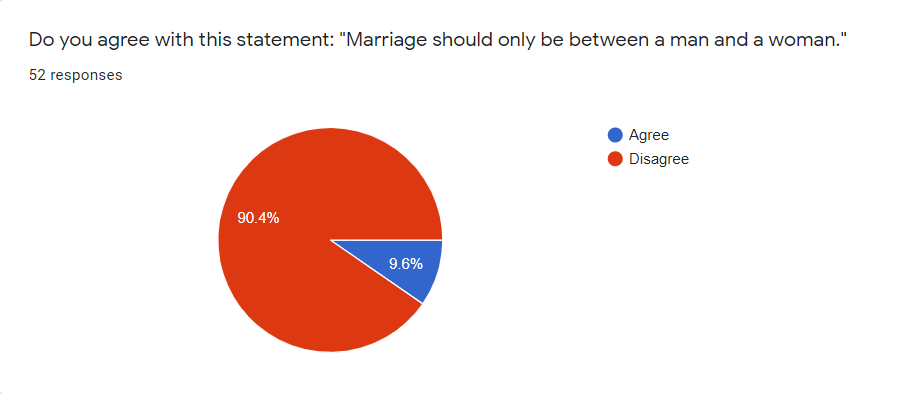 Do you agree with this statement: "Marriage should only be between a man and a woman."
52 responses
Agree
Disagree
90.4%
9.6%